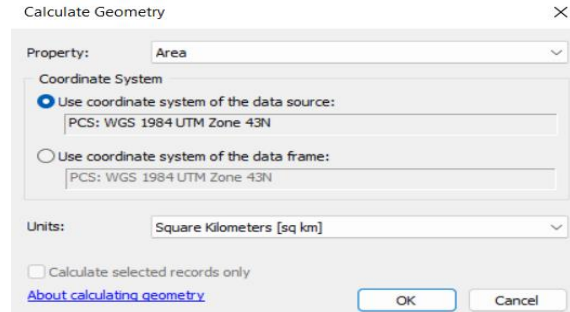 Calculate Geometry
Property: Area
Coordinate System
Use coordinate system of the data source:
PCS: WGS 1984 UTM Zone 43N
Use coordinate system of the data frame:
PCS: WGS 1984 UTM Zone 43N
Units: Square Kilometers [sq km]
Calculate selected records only
About calculating geometry OK Cancel